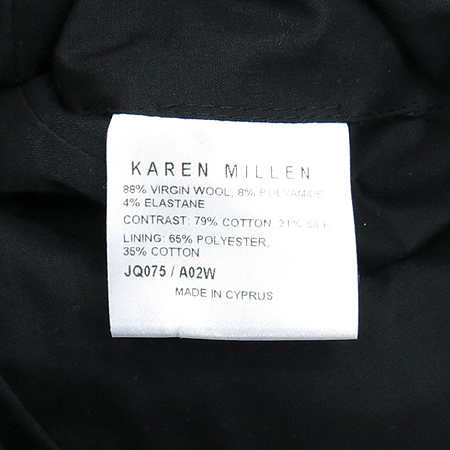 KAREN MILLEN
88% VIRGIN WOOL, 8% POLYAMIDE
4% ELASTANE
CONTRAST: 79% COTTON, 21% SILK
LINING: 65% POLYESTER,
35% COTTON
JQ075 / A02W
MADE IN CYPRUS